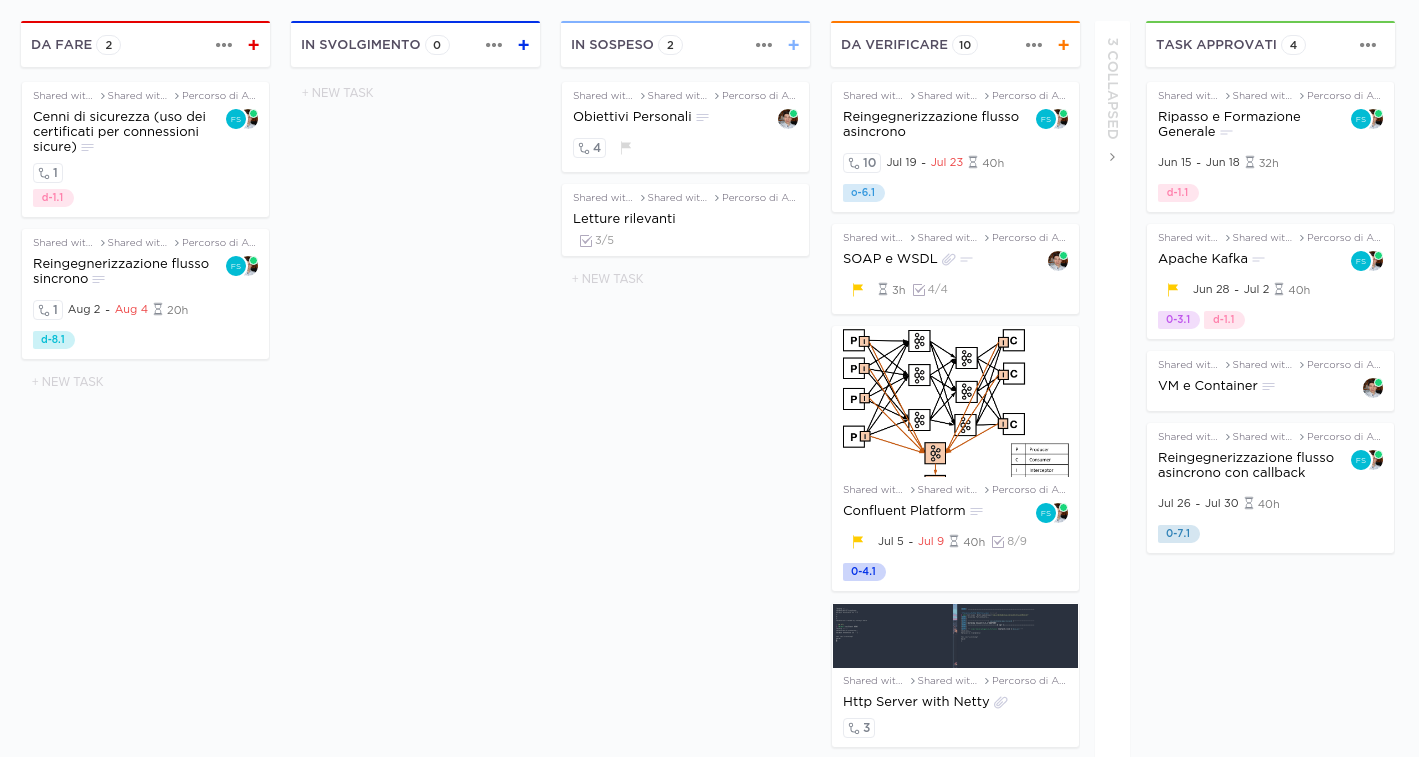 DA FARE 2
Shared wit... > Shared wit... > Percorso di A...
Cenni di sicurezza (uso dei
certificati per connessioni
sicure)
FS
1
d-1.1
Shared wit... > Shared wit... > Percorso di A...
Reingegnerizzazione flusso
sincrono
FS
1 Aug 2 - Aug 4 20h
d-8.1
+ NEW TASK
IN SVOLGIMENTO 0
+ NEW TASK
IN SOSPESO 2
Shared wit... > Shared wit... > Percorso di A...
Obiettivi Personali
4
Shared wit... > Shared wit... > Percorso di A...
Letture rilevanti
3/5
+ NEW TASK
DA VERIFICARE 10
Shared wit... > Shared wit... > Percorso di A...
Reingegnerizzazione flusso
asincrono
FS
10 Jul 19 - Jul 23 40h
o-6.1
Shared wit... > Shared wit... > Percorso di A...
SOAP e WSDL
3h 4/4
P I I C
P I I C
P I
P I I C
P Producer
C Consumer
I Interceptor
Shared wit... > Shared wit... > Percorso di A...
Confluent Platform
FS
Jul 5 - Jul 9 40h 8/9
0-4.1
Shared wit... > Shared wit... > Percorso di A...
Http Server with Netty
3
3 COLLAPSED
TASK APPROVATI 4
Shared wit... > Shared wit... > Percorso di A...
Ripasso e Formazione
Generale
FS
Jun 15 - Jun 18 32h
d-1.1
Shared wit... > Shared wit... > Percorso di A...
Apache Kafka
FS
Jun 28 - Jul 2 40h
0-3.1 d-1.1
Shared wit... > Shared wit... > Percorso di A...
VM e Container
Shared wit... > Shared wit... > Percorso di A...
Reingegnerizzazione flusso
asincrono con callback
FS
Jul 26 - Jul 30 40h
0-7.1